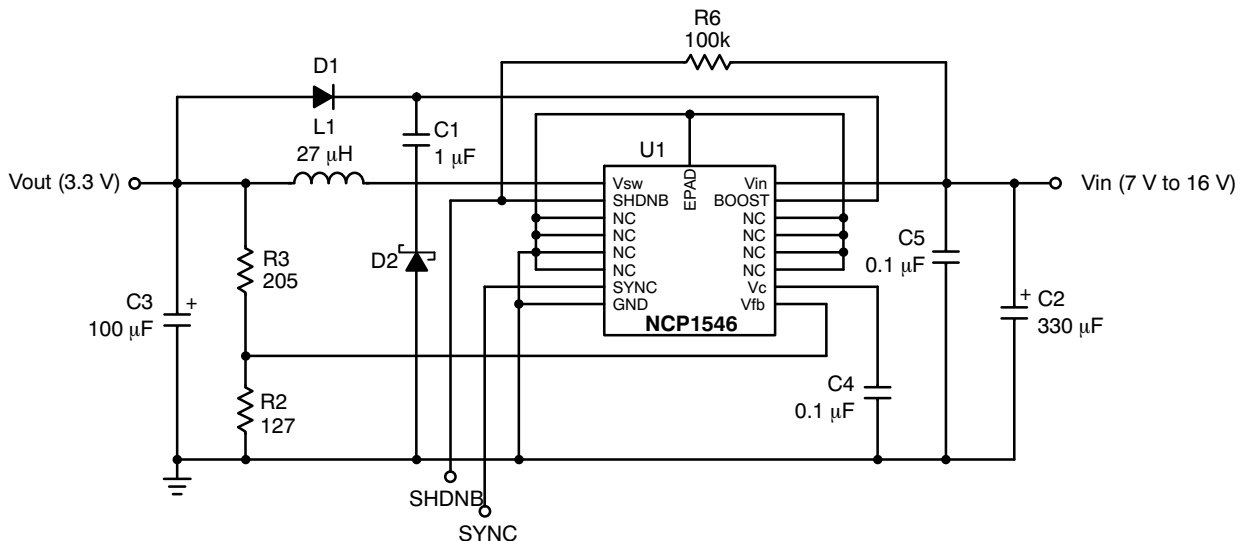 R6
100k
D1
L1
27 µH
C1
1 µF
U1
Vout (3.3 V)
Vin (7 V to 16 V)
EPAD
Vsw
SHDNB
NC
NC
NC
NC
SYNC
GND
Vin
BOOST
NC
NC
NC
NC
Vc
Vfb
NCP1546
D2
R3
205
C3
+
100 µF
R2
127
C5
0.1 µF
+
C2
330 µF
C4
0.1 µF
SHDNB
SYNC